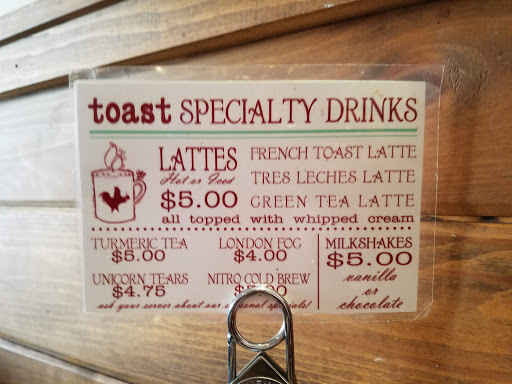 toast SPECIALTY DRINKS
LATTES
Hot or Iced
$5.00
FRENCH TOAST LATTE
TRES LECHES LATTE
GREEN TEA LATTE
all topped with whipped cream
TURMERIC TEA
$5.00
LONDON FOG
$4.00
UNICORN TEARS
$4.75
NITRO COLD BREW
MILKSHAKES
$5.00
vanilla
or
chocolate
ask your server about our specials!